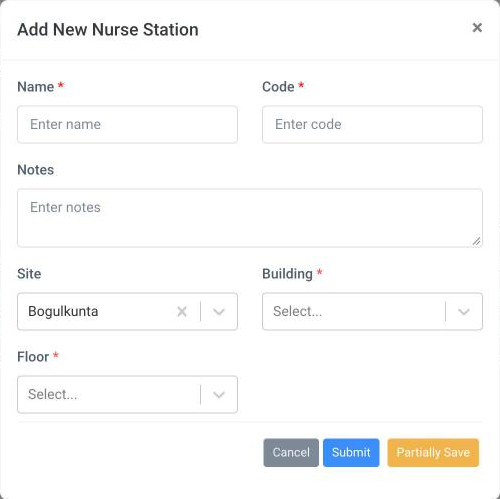 Add New Nurse Station ×
Name * Code *
Enter name Enter code
Notes
Enter notes
Site Building *
Bogulkunta Select...
Floor *
Select...
Cancel Submit Partially Save